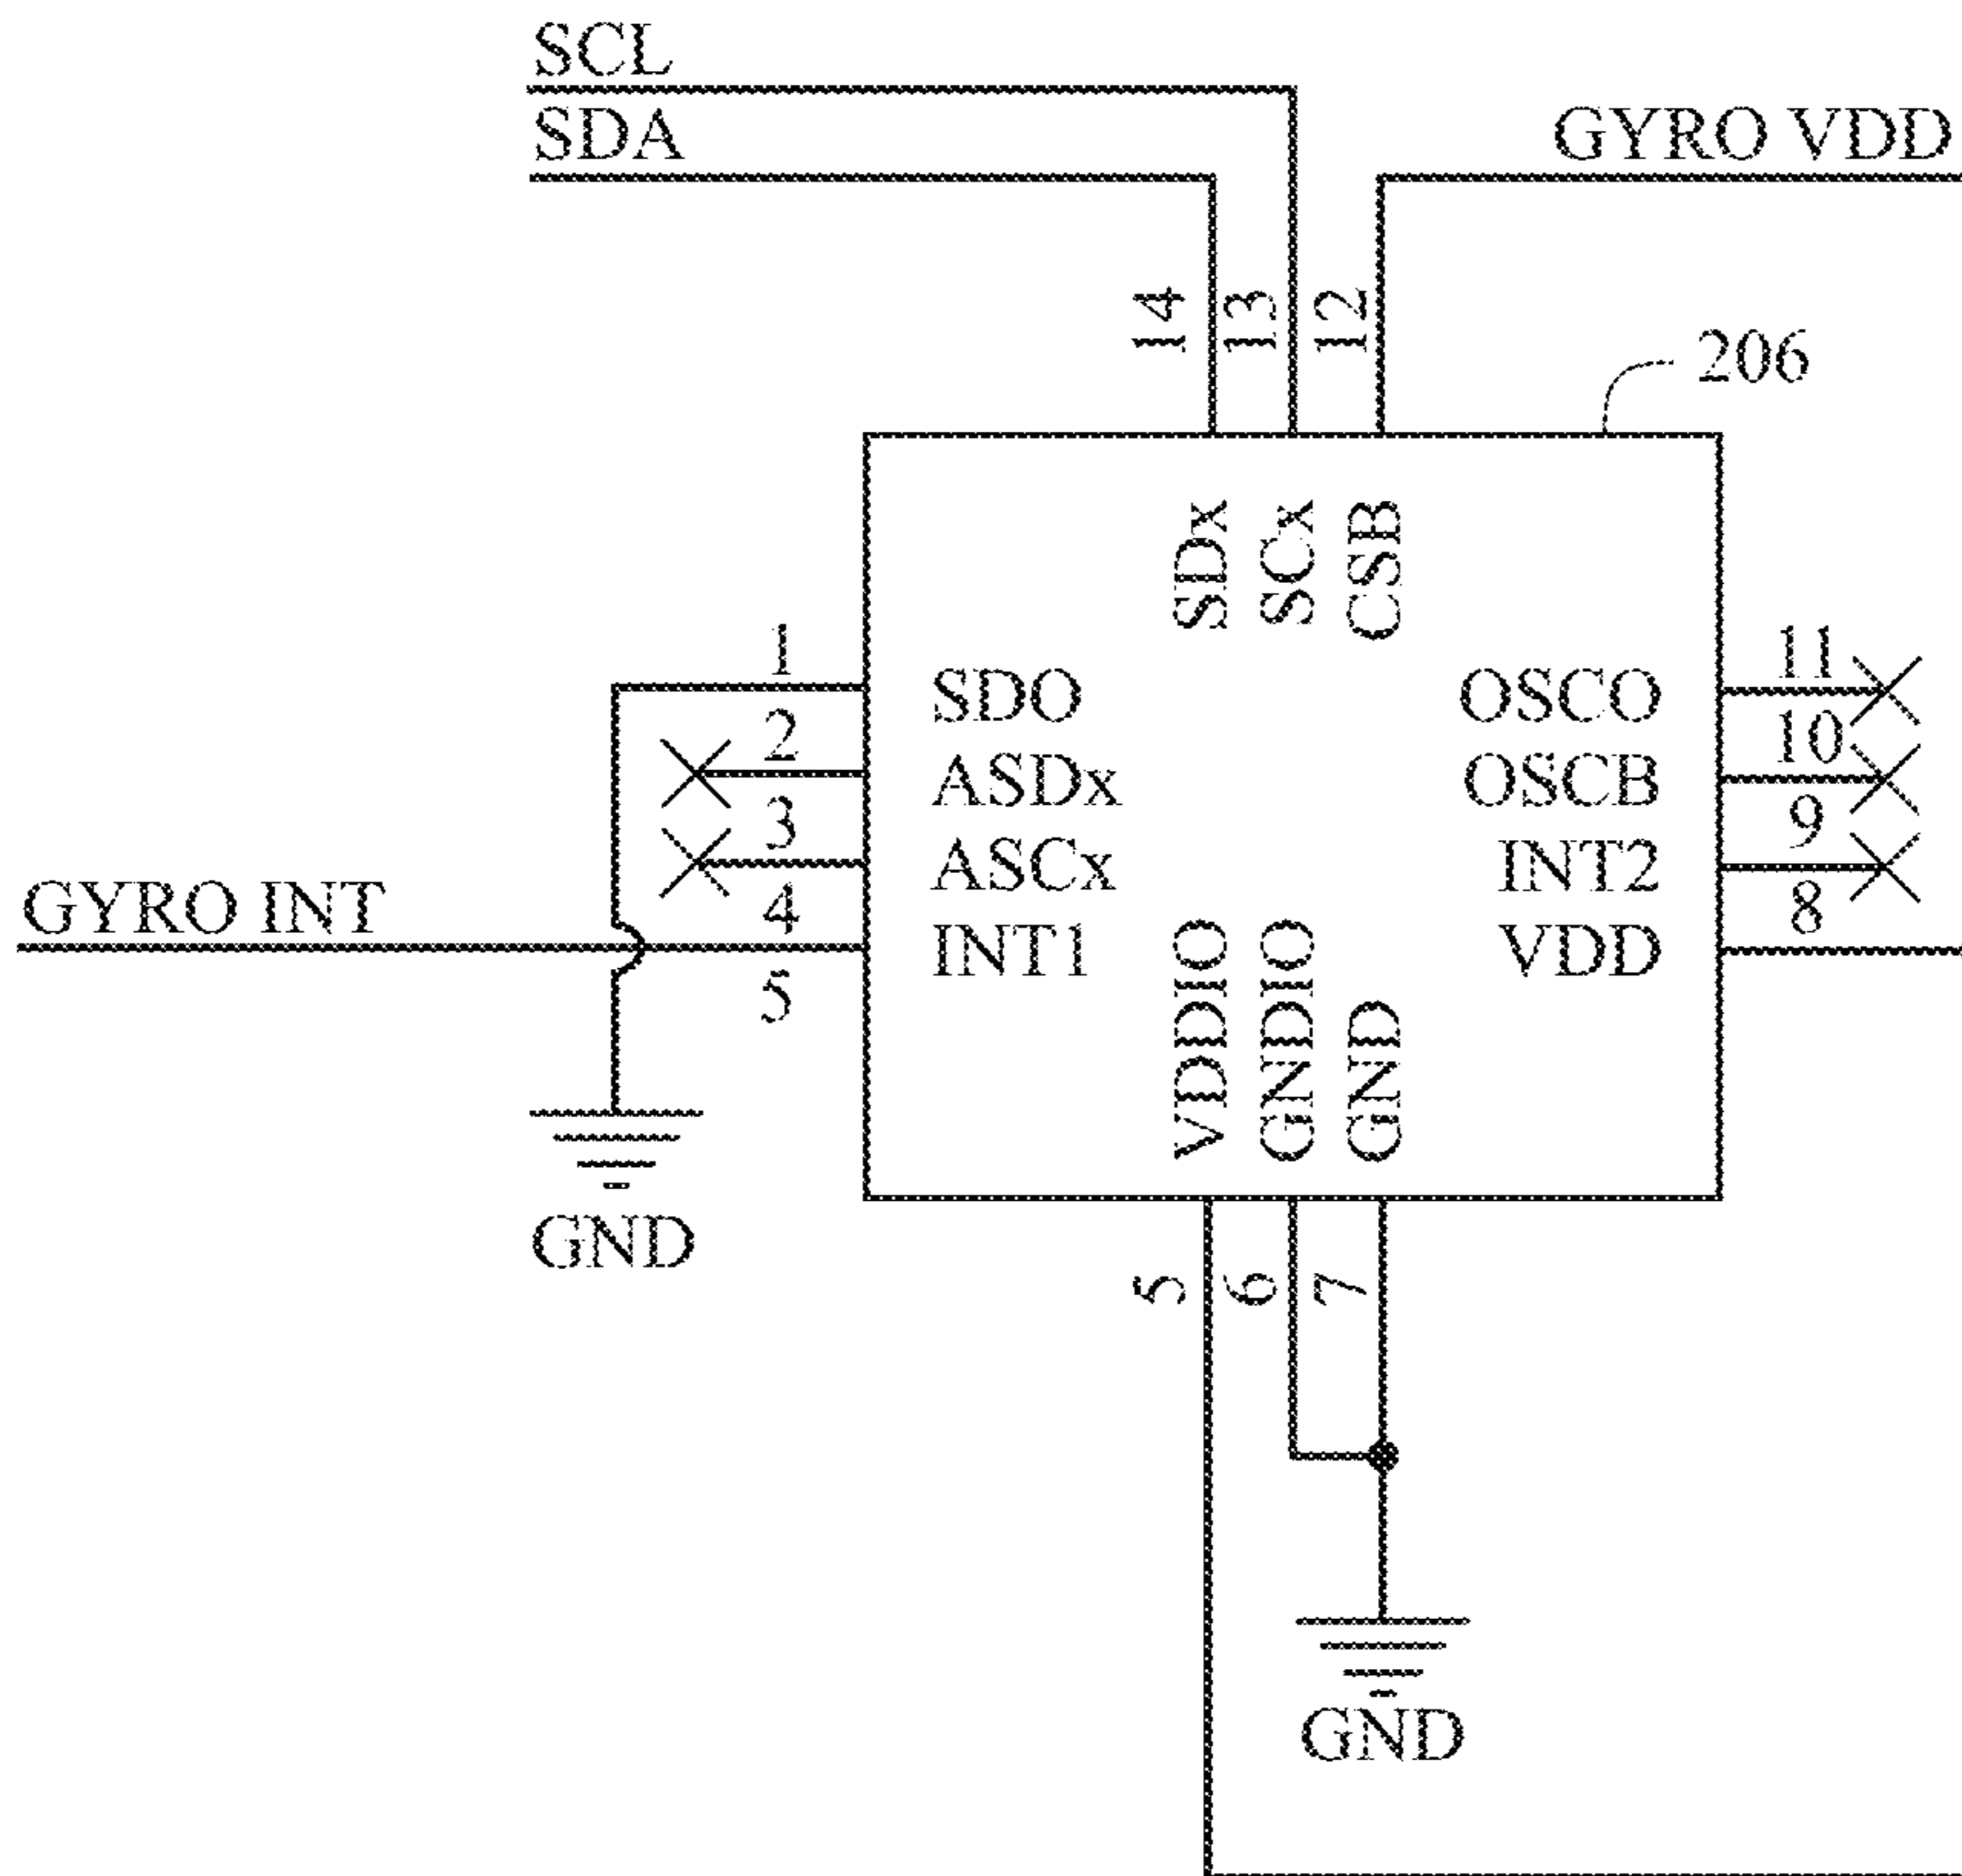 SCL
SDA
GYRO VDD
14
13
12
206
SDx
SCx
CSB
1
SDO
2
ASDx
3
ASCx
GYRO INT
4
INT1
5
OSCO
11
OSCB
10
INT2
9
VDD
8
VDDIO
GNDIO
GND
GND
5
6
7
GND